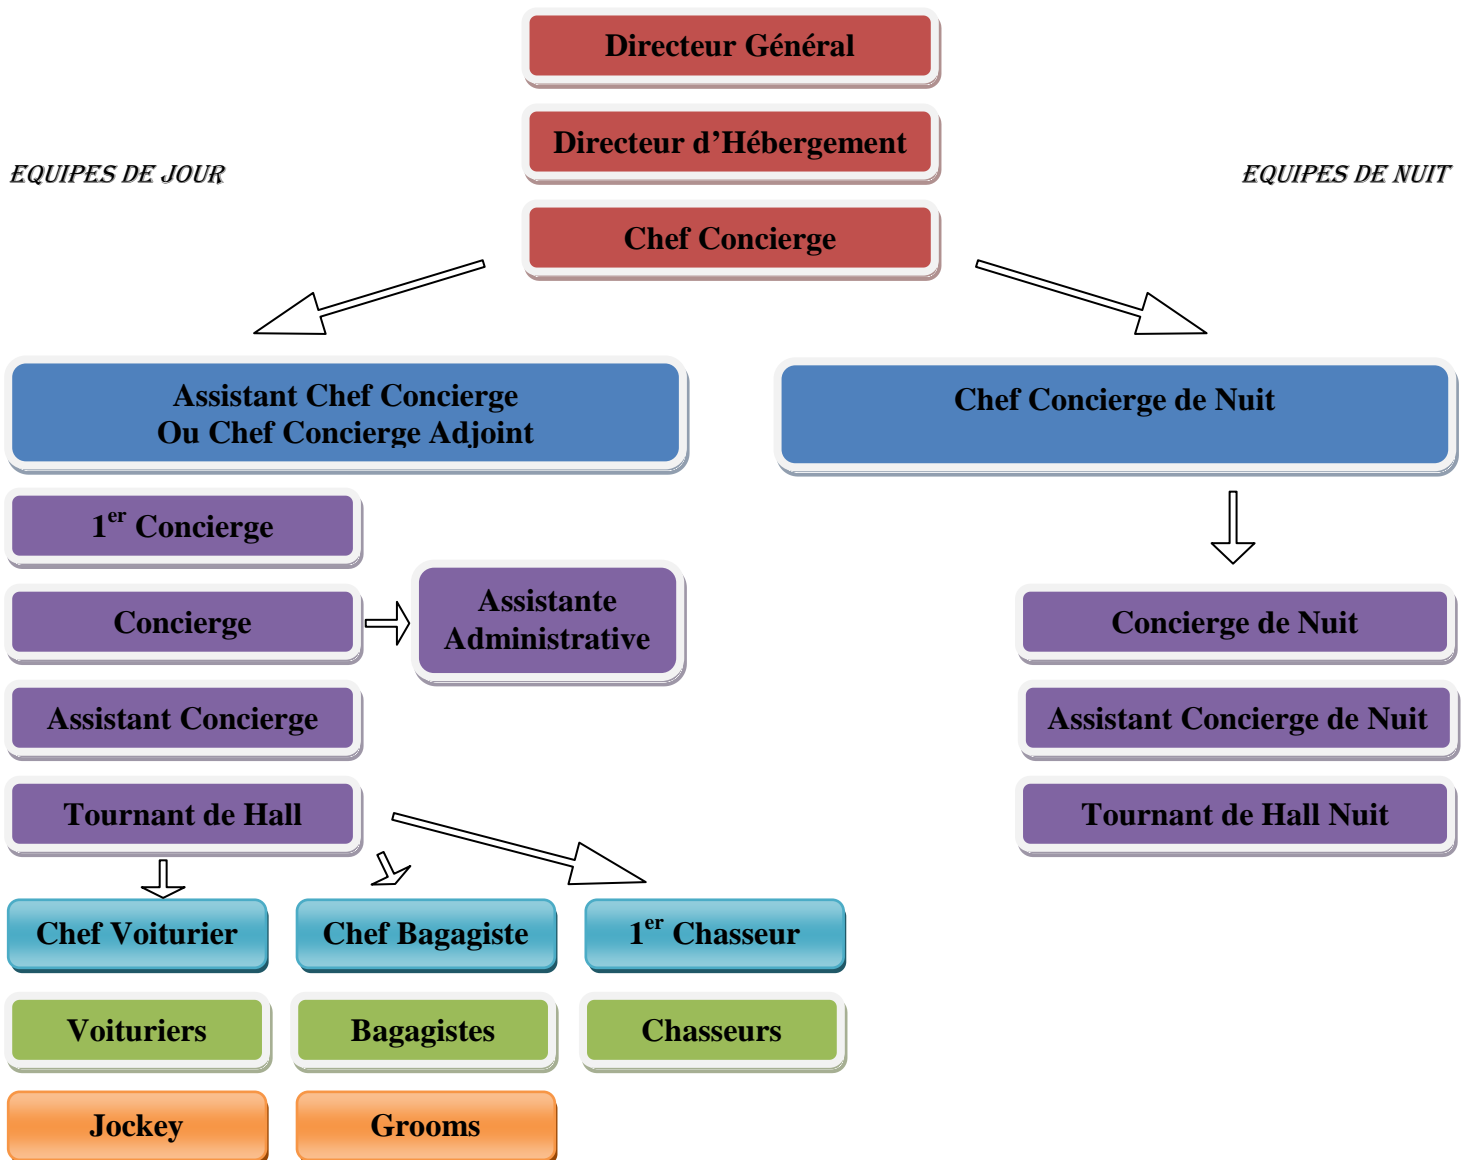 Directeur Général
Directeur d’Hébergement
EQUIPES DE JOUR
EQUIPES DE NUIT
Chef Concierge
Assistant Chef Concierge
Ou Chef Concierge Adjoint
Chef Concierge de Nuit
1er Concierge
Concierge
Assistante
Administrative
Assistant Concierge
Tournant de Hall
Concierge de Nuit
Assistant Concierge de Nuit
Tournant de Hall Nuit
Chef Voiturier
Chef Bagagiste
1er Chasseur
Voituriers
Bagagistes
Chasseurs
Jockey
Grooms